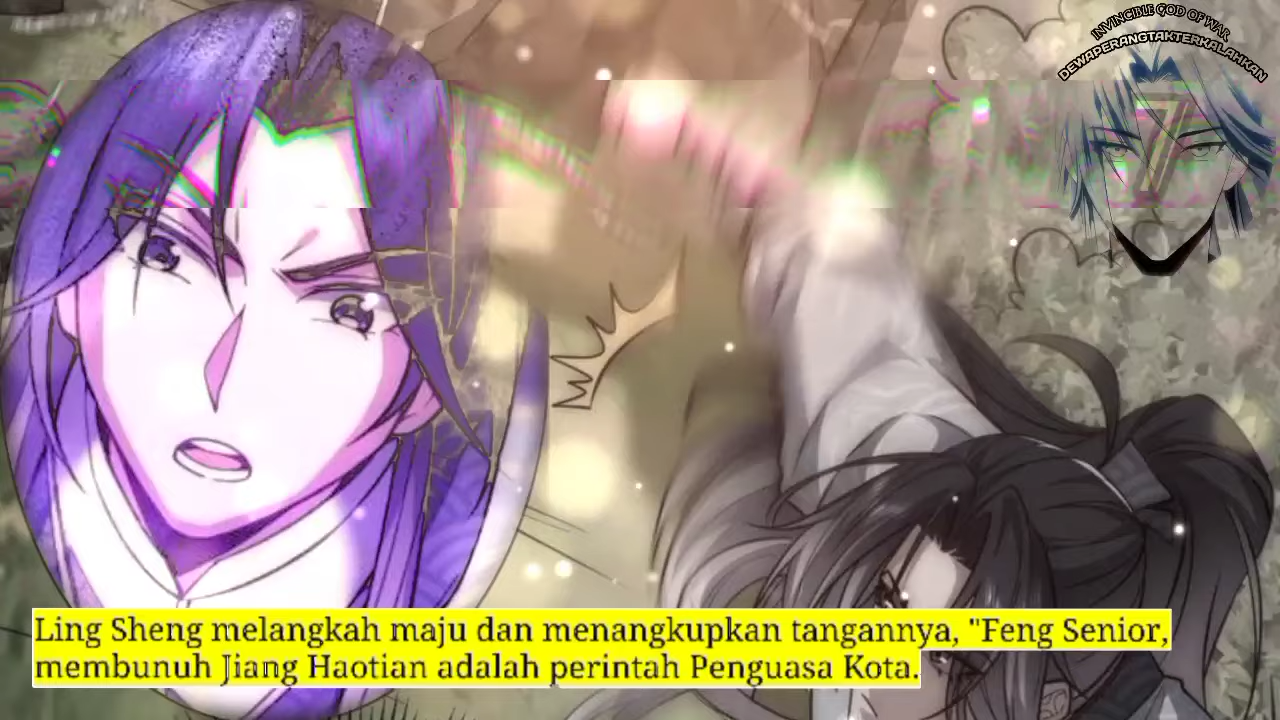 INVINCIBLE GOD OF WAR
DEWAPERANGTAKTERKALAHKAN
7
Ling Sheng melangkah maju dan menangkupkan tangannya, "Feng Senior,
membunuh Jiang Haotian adalah perintah Penguasa Kota.